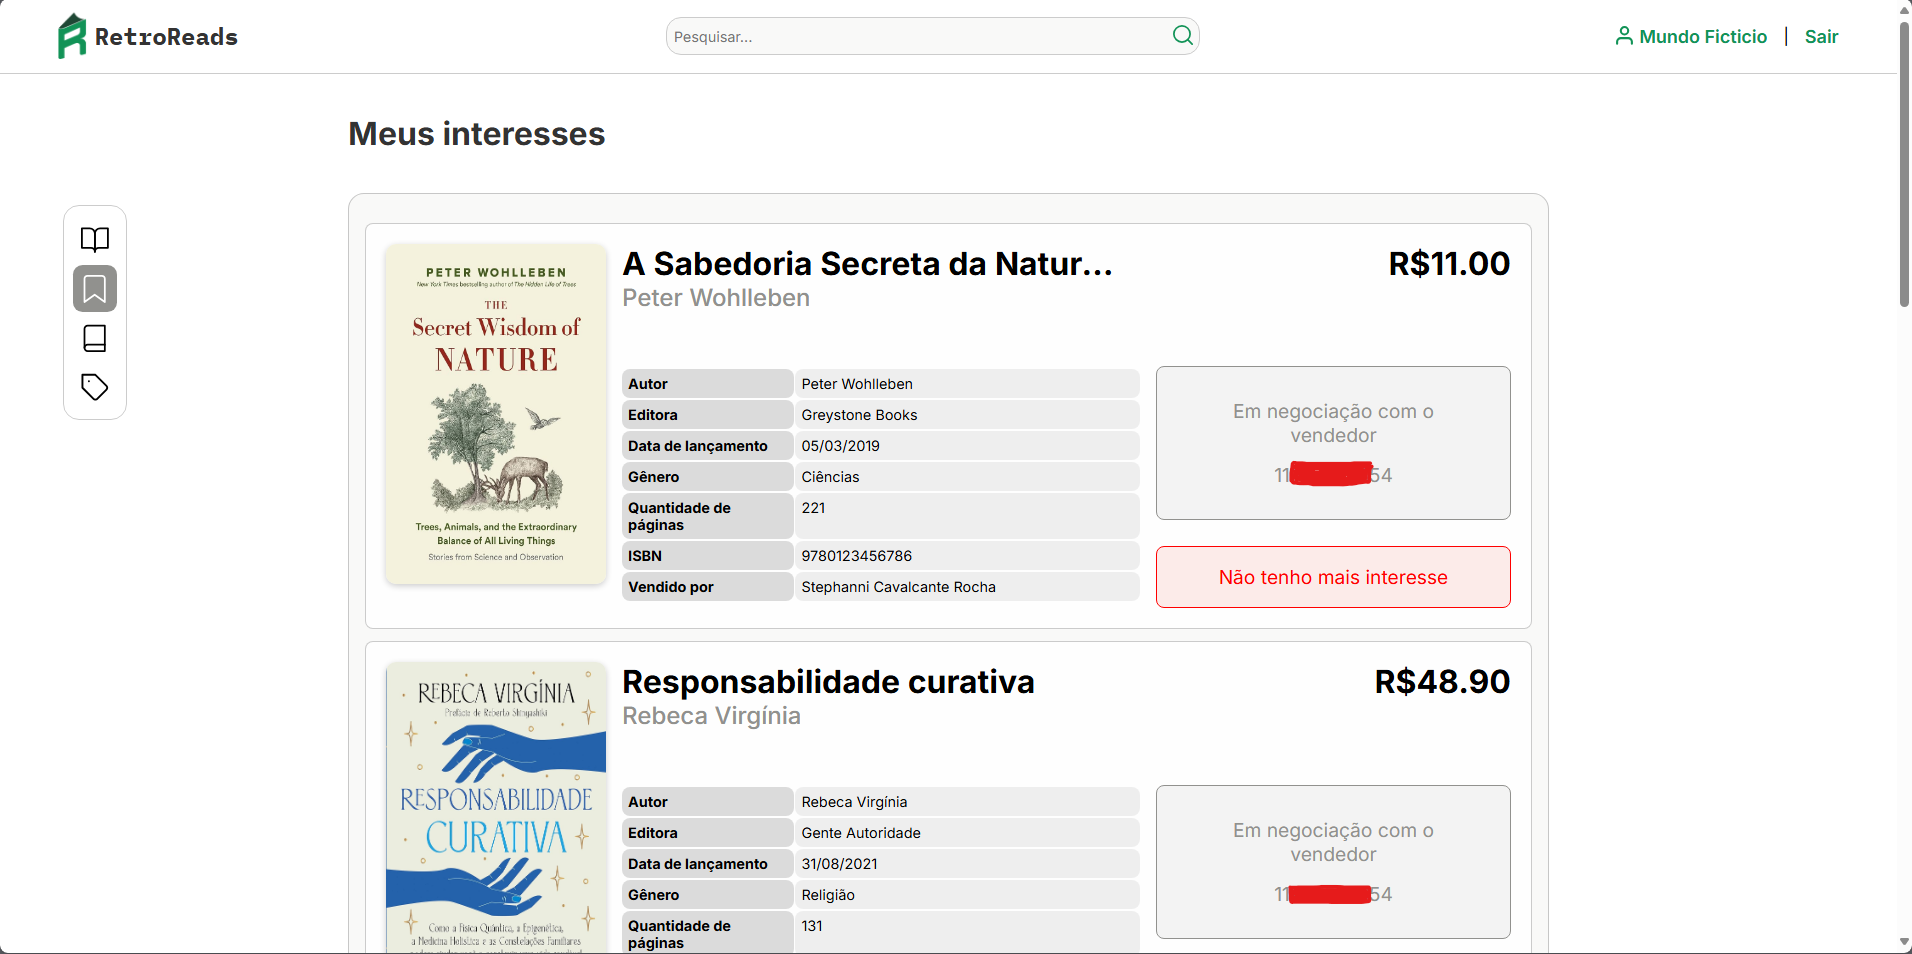 RetroReads
Pesquisar...
Mundo Ficticio | Sair
Meus interesses
PETER WOHLLEBEN
New York Times bestselling author of The Hidden Life of Trees
THE
Secret Wisdom of
NATURE
Trees, Animals, and the Extraordinary
Balance of All Living Things
Stories from Science and Observation
A Sabedoria Secreta da Natur...
R$11.00
Peter Wohlleben
Autor Peter Wohlleben
Editora Greystone Books
Data de lançamento 05/03/2019
Gênero Ciências
Quantidade de páginas 221
ISBN 9780123456786
Vendido por Stephanni Cavalcante Rocha
Em negociação com o
vendedor
11 54
Não tenho mais interesse
REBECA VIRGÍNIA
Prefácio de Roberto Shinyashiki
RESPONSABILIDADE
CURATIVA
Como a Física Quântica, a Epigenética,
a Medicina Holística e as Constelações Familiares
Responsabilidade curativa
R$48.90
Rebeca Virgínia
Autor Rebeca Virgínia
Editora Gente Autoridade
Data de lançamento 31/08/2021
Gênero Religião
Quantidade de páginas 131
Em negociação com o
vendedor
11 54